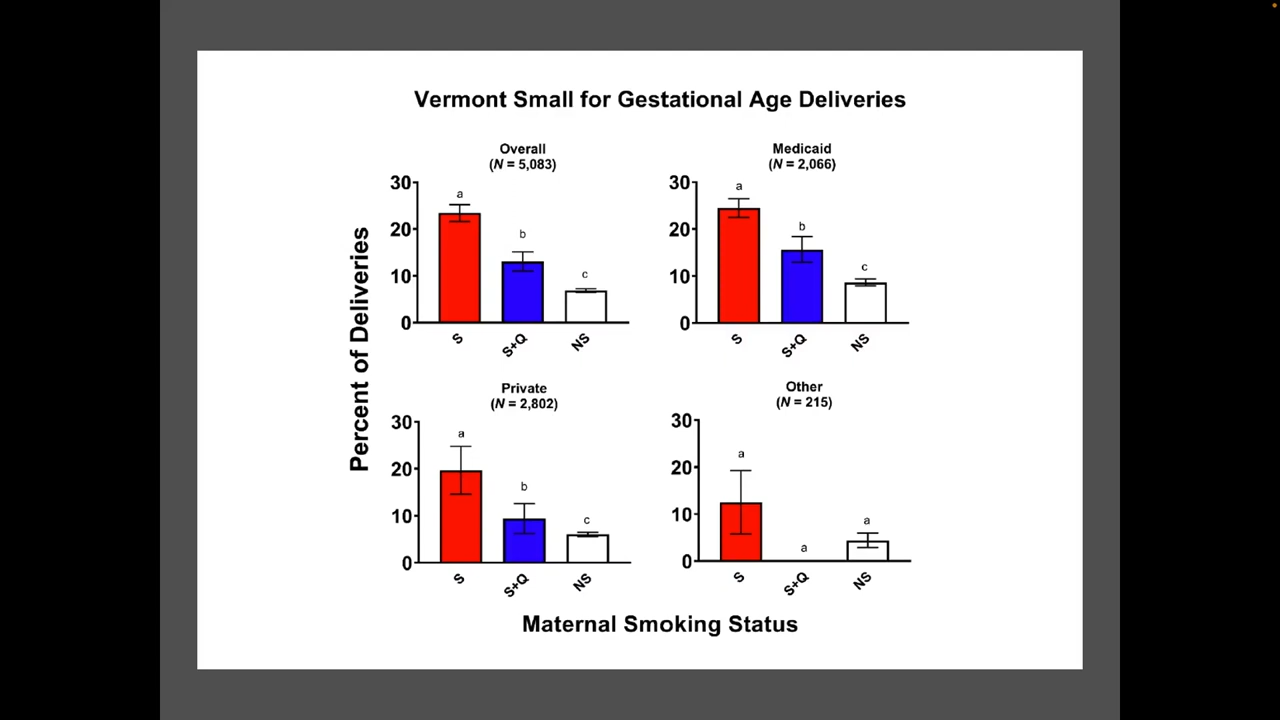 Vermont Small for Gestational Age Deliveries
Percent of Deliveries
Overall
(N = 5,083)
30
20
10
0
a
b
c
S
S+Q
NS
Medicaid
(N = 2,066)
30
20
10
0
a
b
c
S
S+Q
NS
Private
(N = 2,802)
30
20
10
0
a
b
c
S
S+Q
NS
Other
(N = 215)
30
20
10
0
a
a
a
S
S+Q
NS
Maternal Smoking Status